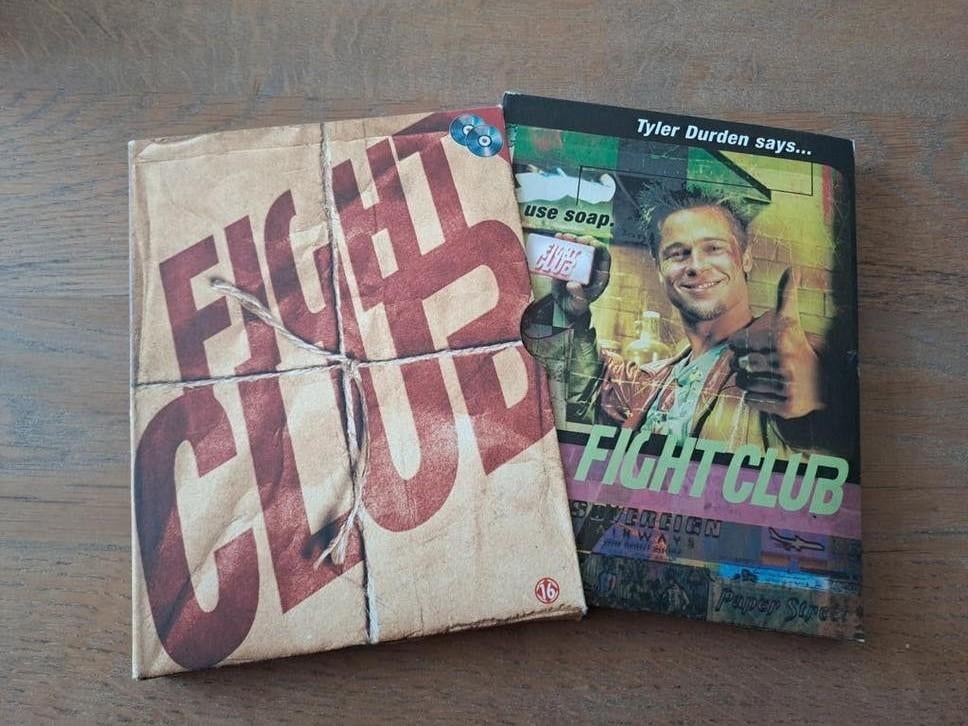 FIGHT
CLUB
16
Tyler Durden says...
use soap.
FIGHT
CLUB
FIGHT CLUB
SOVEREIGN
AIRWAYS
Paper Street